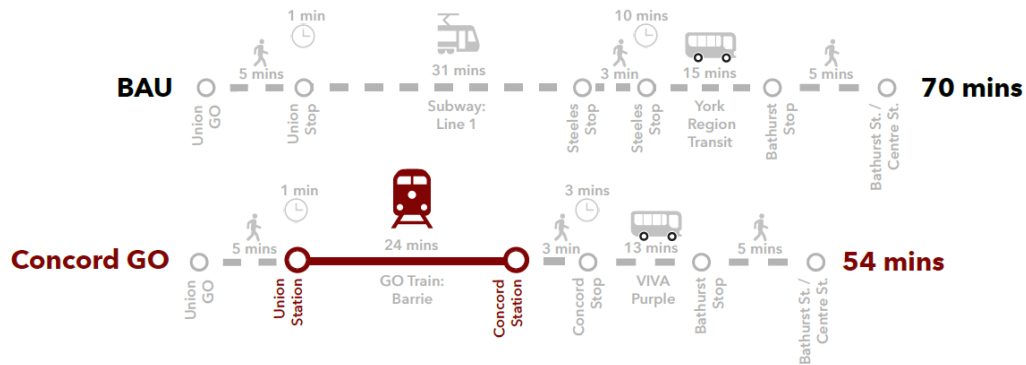 1 min
10 mins
5 mins
31 mins
3 min
15 mins
5 mins
BAU
70 mins
Union
GO
Union
Stop
Subway:
Line 1
Steeles
Stop
Steeles
Stop
York
Region
Transit
Bathurst
Stop
Bathurst St. /
Centre St.
1 min
3 mins
5 mins
24 mins
3 min
13 mins
5 mins
Concord GO
54 mins
Union
GO
Union
Station
GO Train:
Barrie
Concord
Station
Concord
Stop
VIVA
Purple
Bathurst
Stop
Bathurst St. /
Centre St.